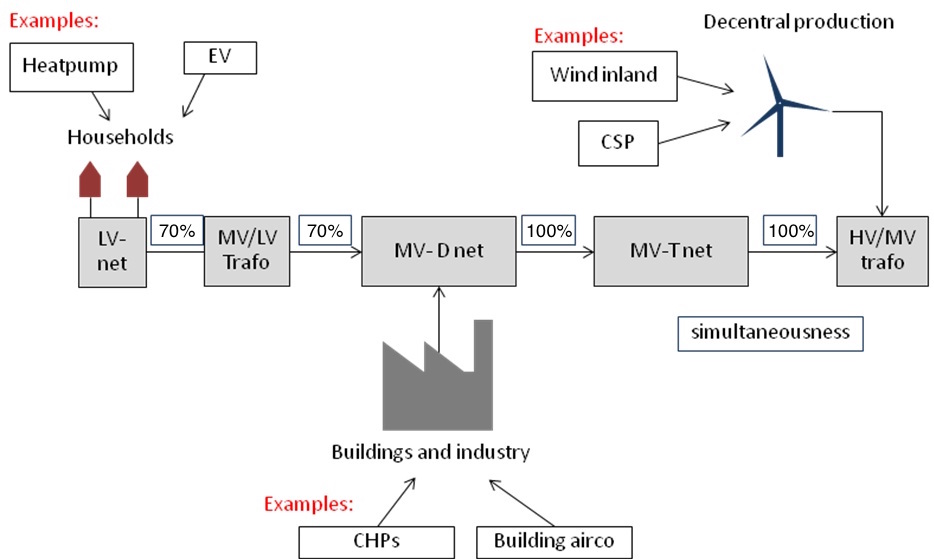 Examples:
Heatpump
EV
Households
Decentral production
Examples:
Wind inland
CSP
LV-
net
70%
MV/LV
Trafo
70%
MV- D net
100%
MV-T net
100%
HV/MV
trafo
simultaneousness
Buildings and industry
Examples:
CHPs
Building airco